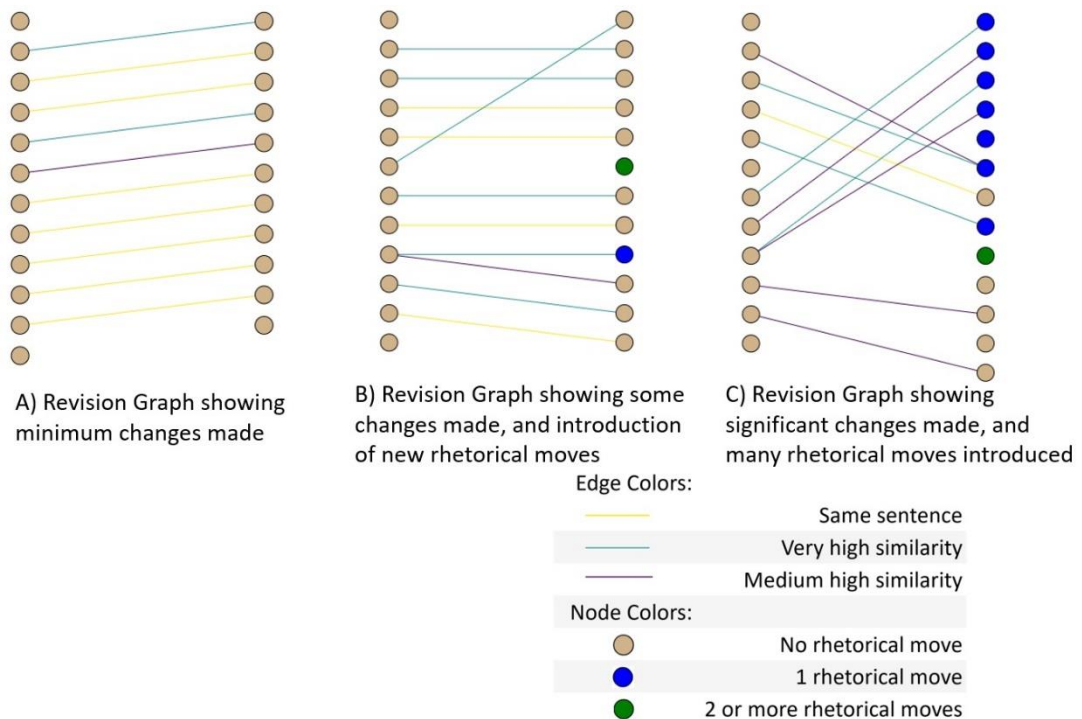 A) Revision Graph showing
minimum changes made
B) Revision Graph showing some
changes made, and introduction
of new rhetorical moves
C) Revision Graph showing
significant changes made, and
many rhetorical moves introduced
Edge Colors:
Same sentence
Very high similarity
Medium high similarity
Node Colors:
No rhetorical move
1 rhetorical move
2 or more rhetorical moves